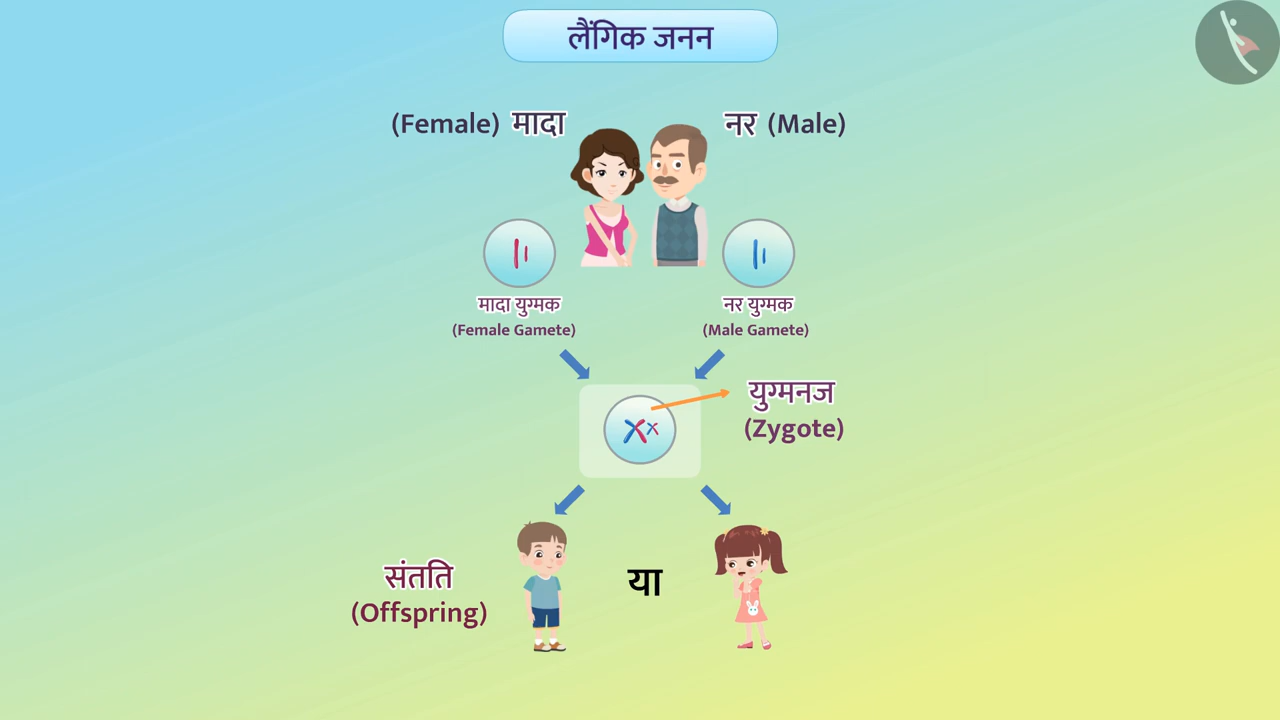 लैंगिक जनन
(Female) मादा
नर (Male)
मादा युग्मक
(Female Gamete)
नर युग्मक
(Male Gamete)
युग्मनज
(Zygote)
संतति
(Offspring)
या